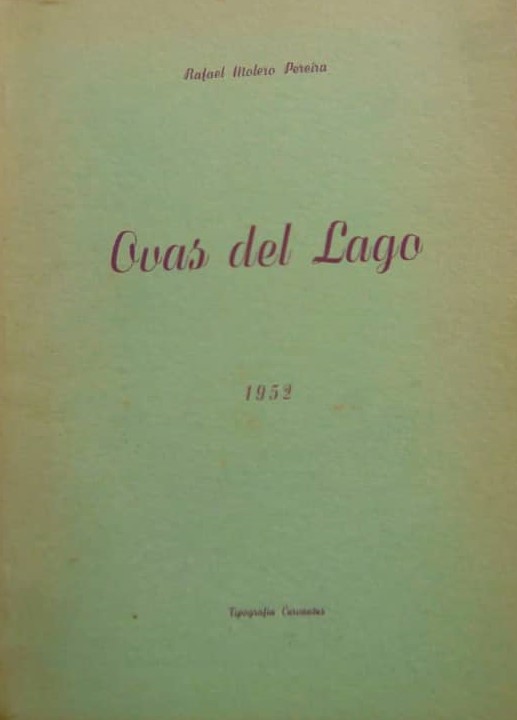 Rafael Molero Pereira
Ovas del Lago
1952
Tipografía Cervantes